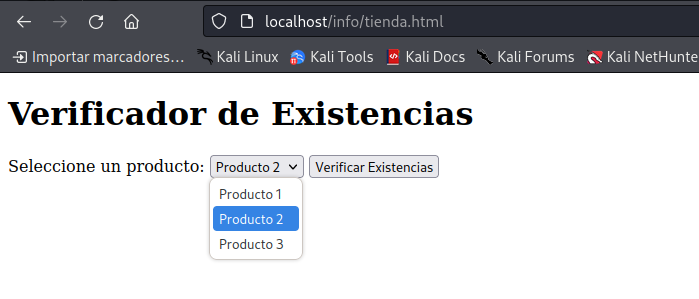 localhost/info/tienda.html
Importar marcadores… Kali Linux Kali Tools Kali Docs Kali Forums Kali NetHunte
Verificador de Existencias
Seleccione un producto: Producto 2 Verificar Existencias
Producto 1
Producto 2
Producto 3